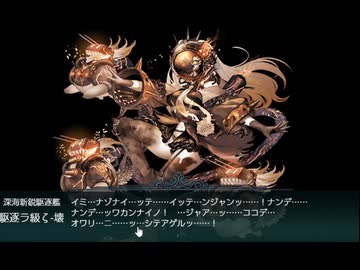 深海新鋭駆逐艦
駆逐ラ級ζ-壊
イミ…ナゾナイ…ッテ……イッテ…ンジャンッ……！ナンデ……
ナンデ…ッワカンナイノ！　…ジャア…ッ……ココデ…
オワリ…ニ……ッ…シテアゲルッ……！